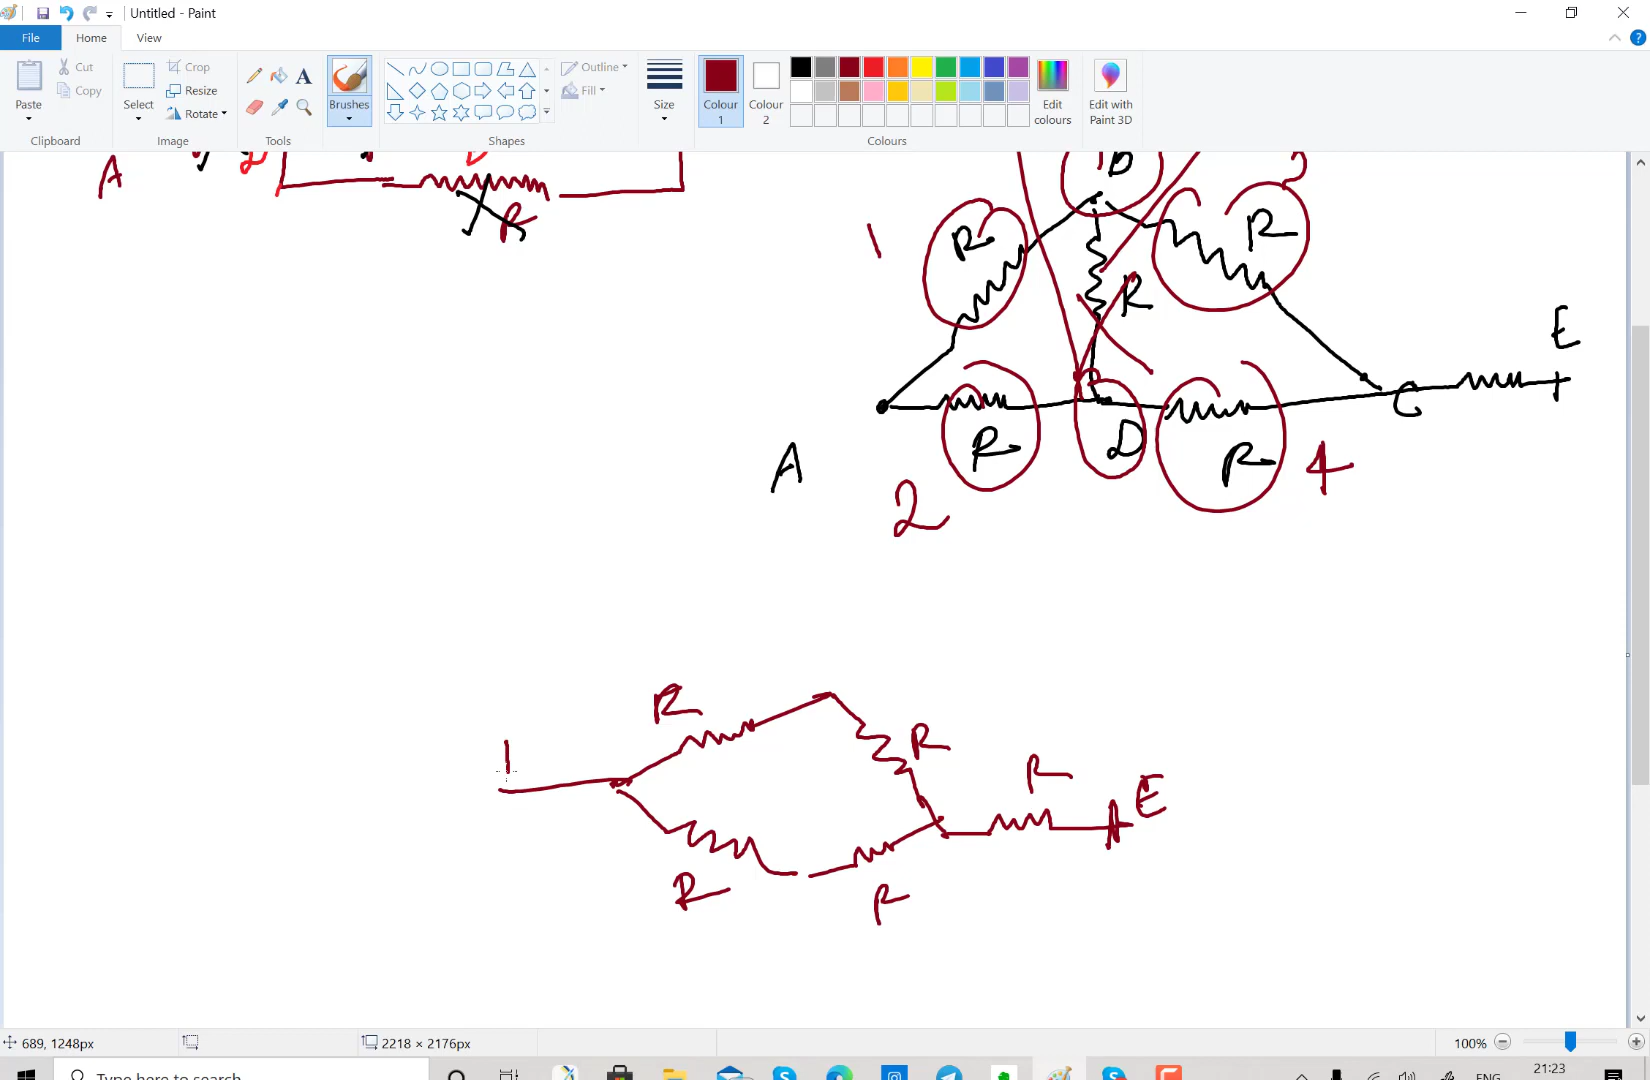 Untitled - Paint
File Home View
Cut
Copy
Paste
Clipboard
Select
Crop
Resize
Rotate
Image
Tools
Brushes
Shapes
Outline
Fill
Size
Colour 1
Colour 2
Edit colours
Edit with Paint 3D
Colours
A
R
1
R
B
R
3
R
E
A
R
2
D
R
4
C
R
R
R
E
R
R
689, 1248px
2218 × 2176px
100%
Type here to search
ENG
21:23